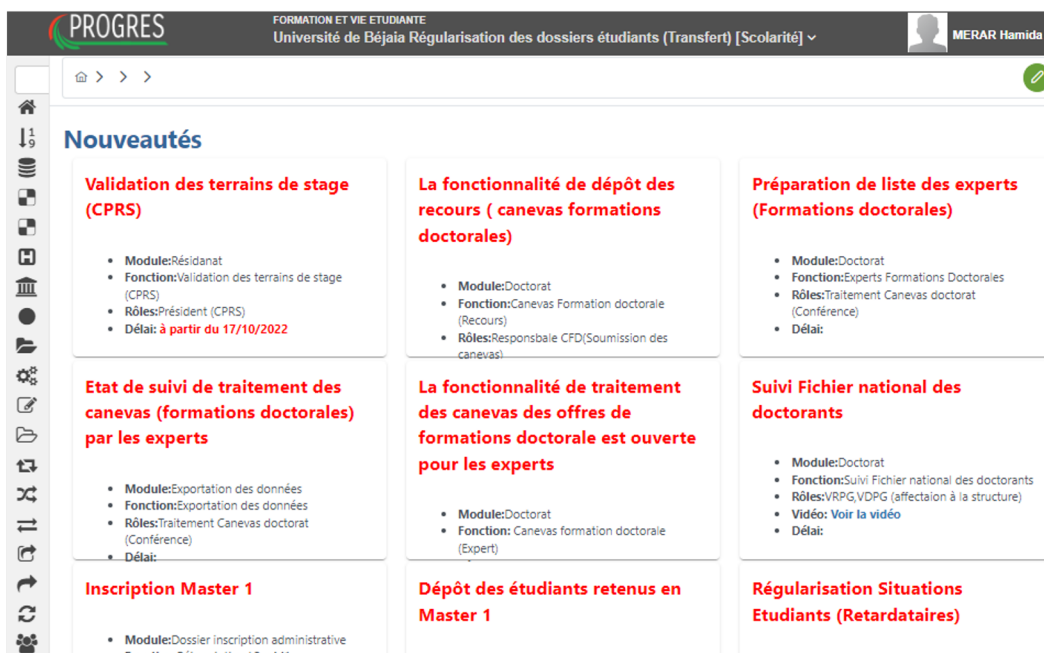 PROGRES
FORMATION ET VIE ETUDIANTE
Université de Béjaia Régularisation des dossiers étudiants (Transfert) [Scolarité]
MERAR Hamida
Nouveautés
Validation des terrains de stage
(CPRS)
Module:Résidanat
Fonction:Validation des terrains de stage
(CPRS)
Rôles:Président (CPRS)
Délai: à partir du 17/10/2022
La fonctionnalité de dépôt des
recours ( canevas formations
doctorales)
Module:Doctorat
Fonction:Canevas Formation doctorale
(Recours)
Rôles:Responsbale CFD(Soumission des
canevas)
Préparation de liste des experts
(Formations doctorales)
Module:Doctorat
Fonction:Experts Formations Doctorales
Rôles:Traitement Canevas doctorat
(Conférence)
Délai:
Etat de suivi de traitement des
canevas (formations doctorales)
par les experts
Module:Exportation des données
Fonction:Exportation des données
Rôles:Traitement Canevas doctorat
(Conférence)
Délai:
La fonctionnalité de traitement
des canevas des offres de
formations doctorale est ouverte
pour les experts
Module:Doctorat
Fonction: Canevas formation doctorale
(Expert)
Suivi Fichier national des
doctorants
Module:Doctorat
Fonction:Suivi Fichier national des doctorants
Rôles:VRPG,VDPG (affectaion à la structure)
Vidéo: Voir la vidéo
Délai:
Inscription Master 1
Module:Dossier inscription administrative
Dépôt des étudiants retenus en
Master 1
Régularisation Situations
Etudiants (Retardataires)